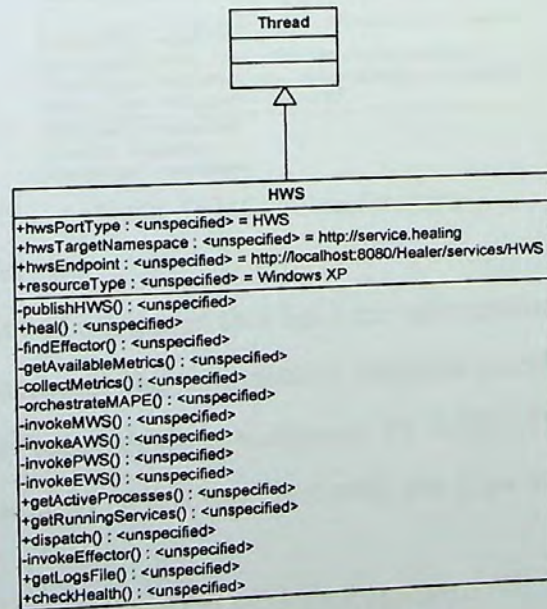 Thread
HWS
+hwsPortType : <unspecified> = HWS
+hwsTargetNamespace : <unspecified> = http://service.healing
+hwsEndpoint : <unspecified> = http://localhost:8080/Healer/services/HWS
+resourceType : <unspecified> = Windows XP
-publishHWS() : <unspecified>
+heal() : <unspecified>
-findEffector() : <unspecified>
-getAvailableMetrics() : <unspecified>
-collectMetrics() : <unspecified>
-orchestrateMAPE() : <unspecified>
-invokeMWS() : <unspecified>
-invokeAWS() : <unspecified>
-invokePWS() : <unspecified>
-invokeEWS() : <unspecified>
+getActiveProcesses() : <unspecified>
+getRunningServices() : <unspecified>
+dispatch() : <unspecified>
-invokeEffector() : <unspecified>
+getLogsFile() : <unspecified>
+checkHealth() : <unspecified>